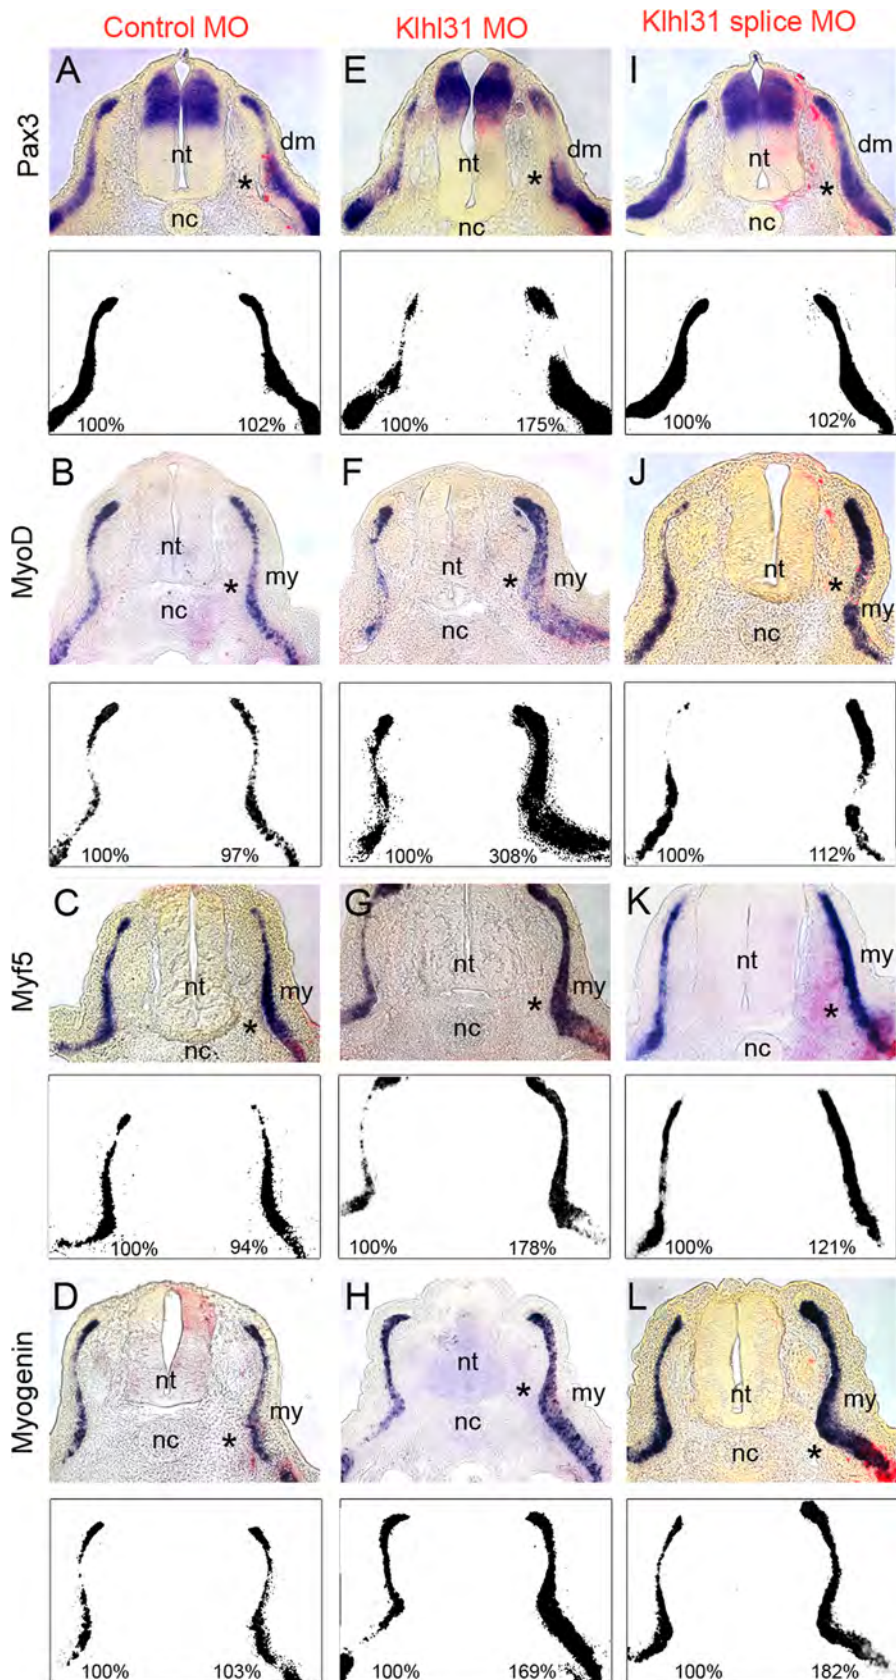 Control MO Klhl31 MO Klhl31 splice MO
Pax3
A E I
dm dm dm
nt nt nt
* * *
nc nc nc
100% 102% 100% 175% 100% 102%
MyoD
B F J
nt nt nt
* my * my * my
nc nc nc
100% 97% 100% 308% 100% 112%
Myf5
C G K
nt my nt my nt my
* * *
nc nc nc
100% 94% 100% 178% 100% 121%
Myogenin
D H L
nt nt nt
my my my
nc * nc * nc *
100% 103% 100% 169% 100% 182%